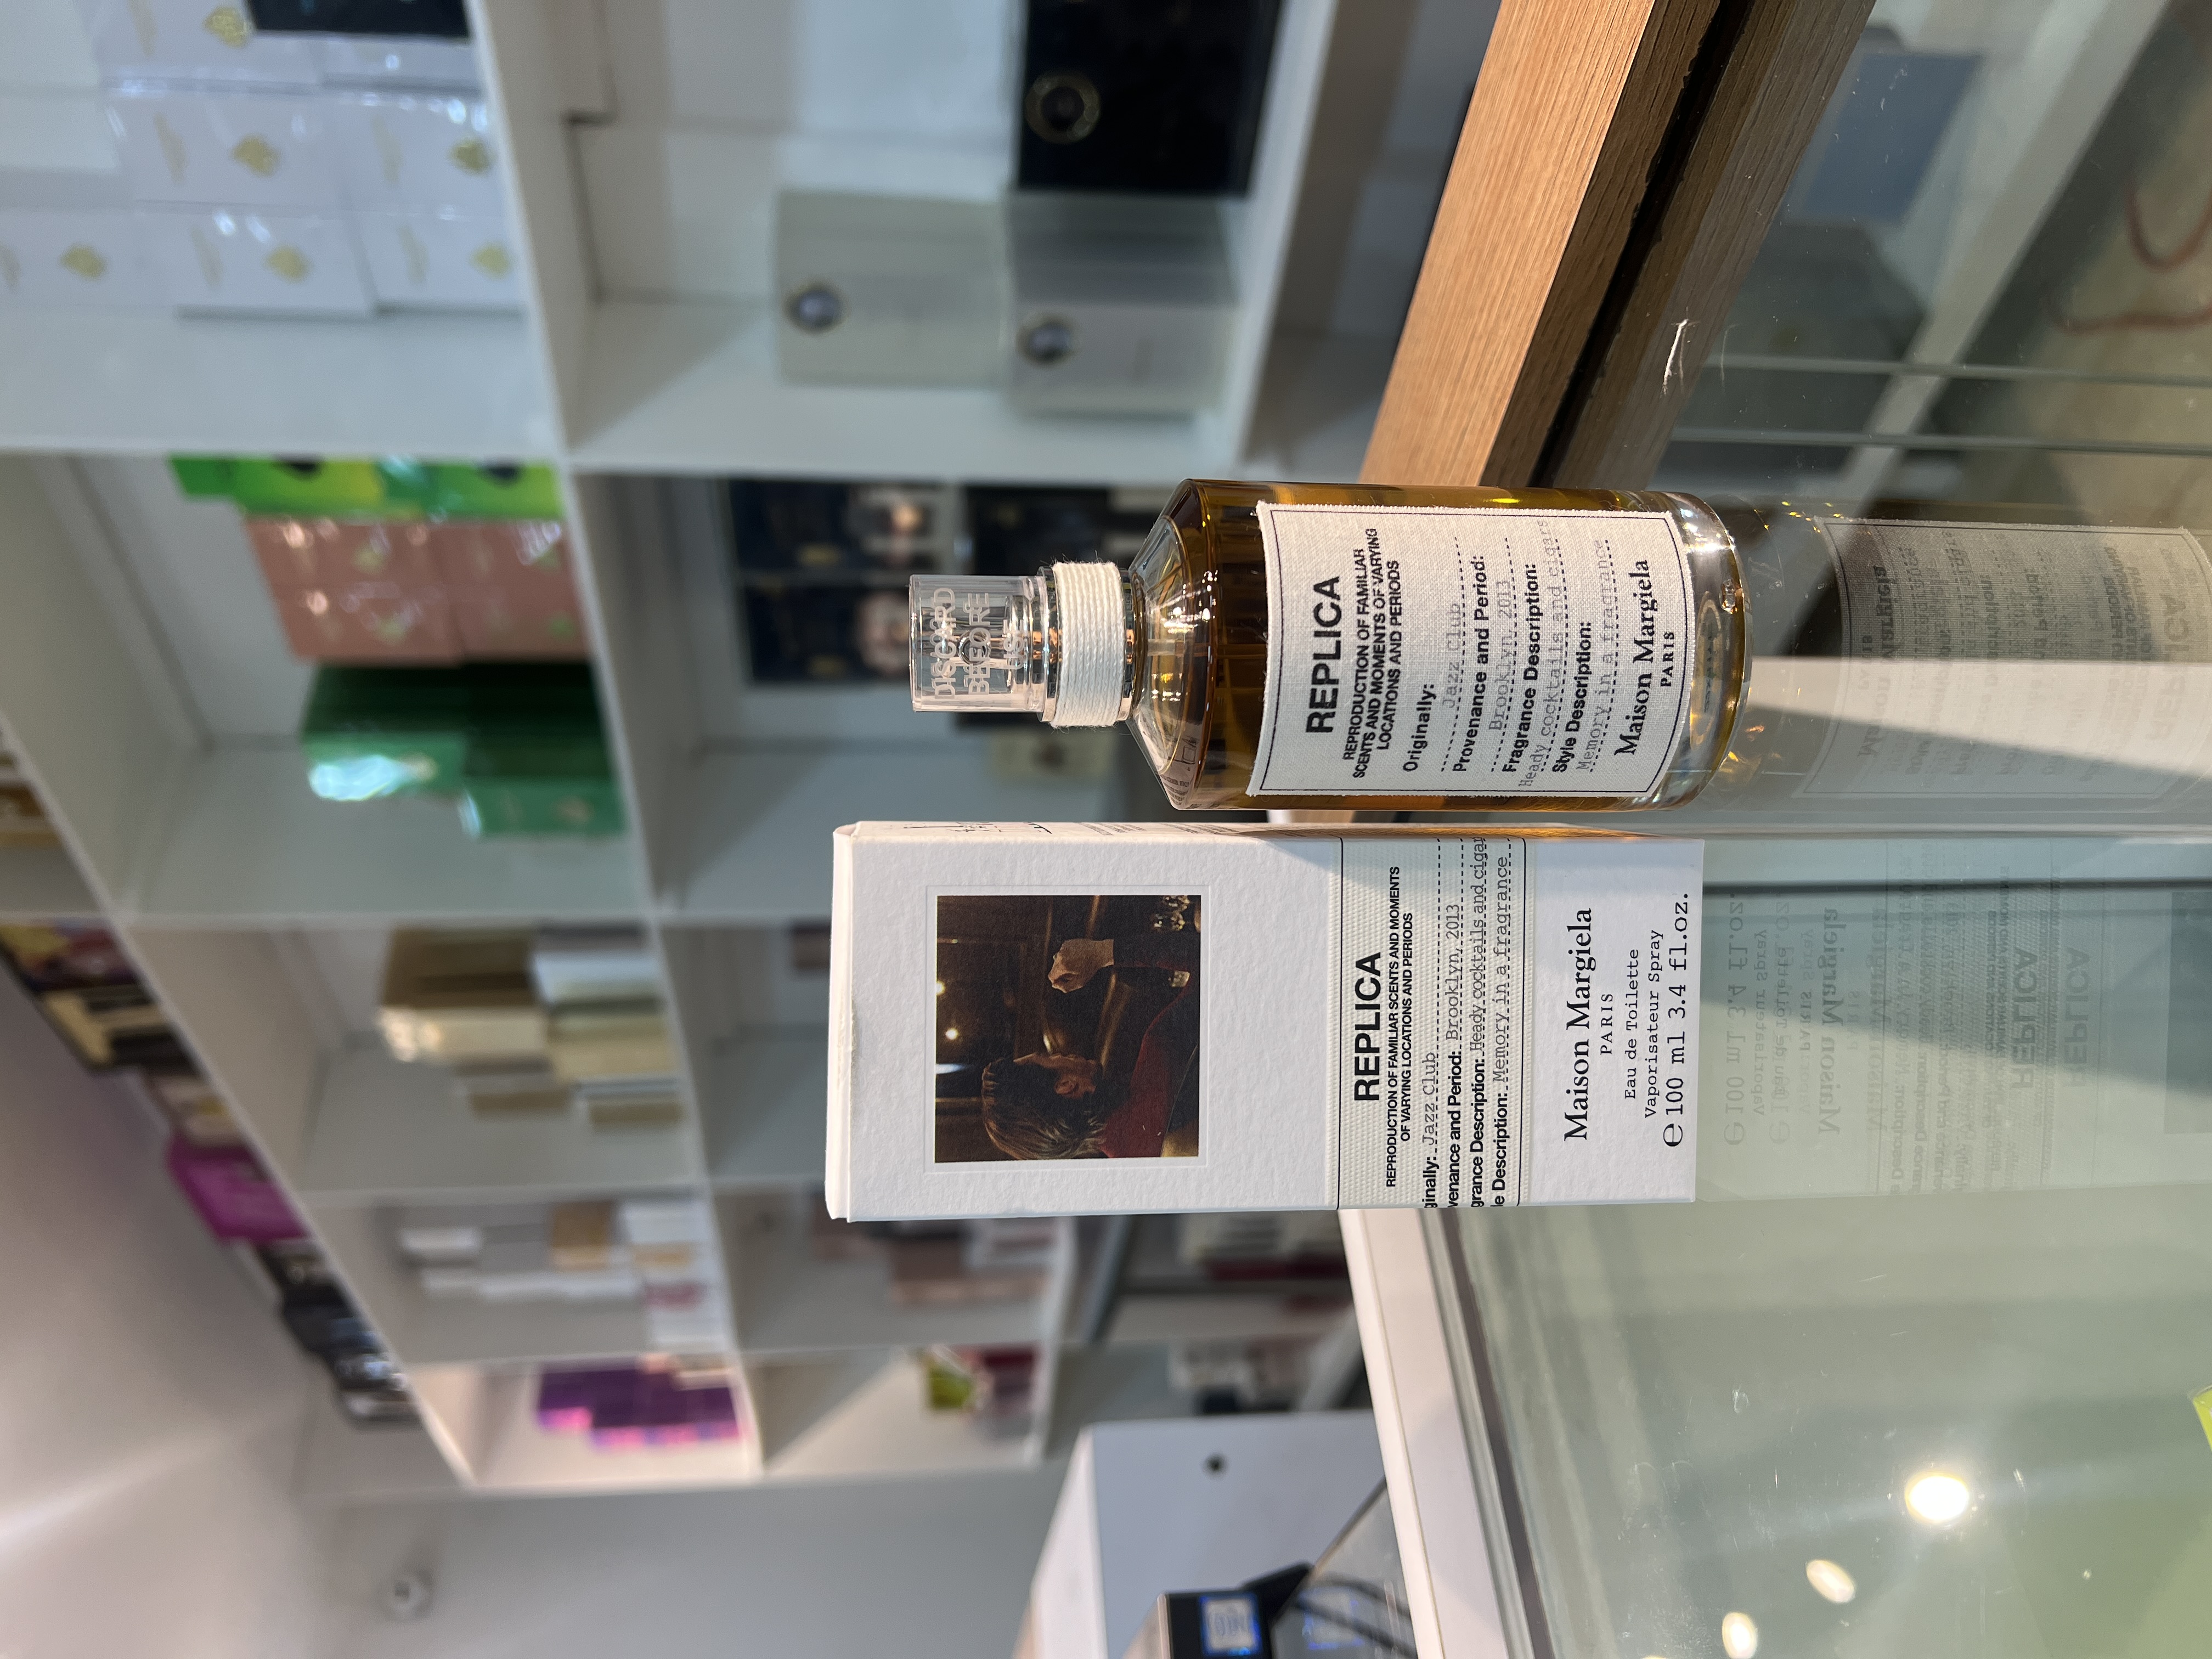 REPLICA
REPRODUCTION OF FAMILIAR SCENTS AND MOMENTS
OF VARYING LOCATIONS AND PERIODS
ginally: Jazz Club
venance and Period: Brooklyn, 2013
grance Description: Heady cocktails and cigar
e Description: Memory in a fragrance
Maison Margiela
PARIS
Eau de Toilette
Vaporisateur Spray
℮ 100 ml 3.4 fl.oz.
DISCARD
BEFORE
REPLICA
REPRODUCTION OF FAMILIAR
SCENTS AND MOMENTS OF VARYING
LOCATIONS AND PERIODS
Originally:
Jazz Club
Provenance and Period:
Brooklyn, 2013
Fragrance Description:
Heady cocktails and cigars
Style Description:
Memory in a fragrance
Maison Margiela
PARIS